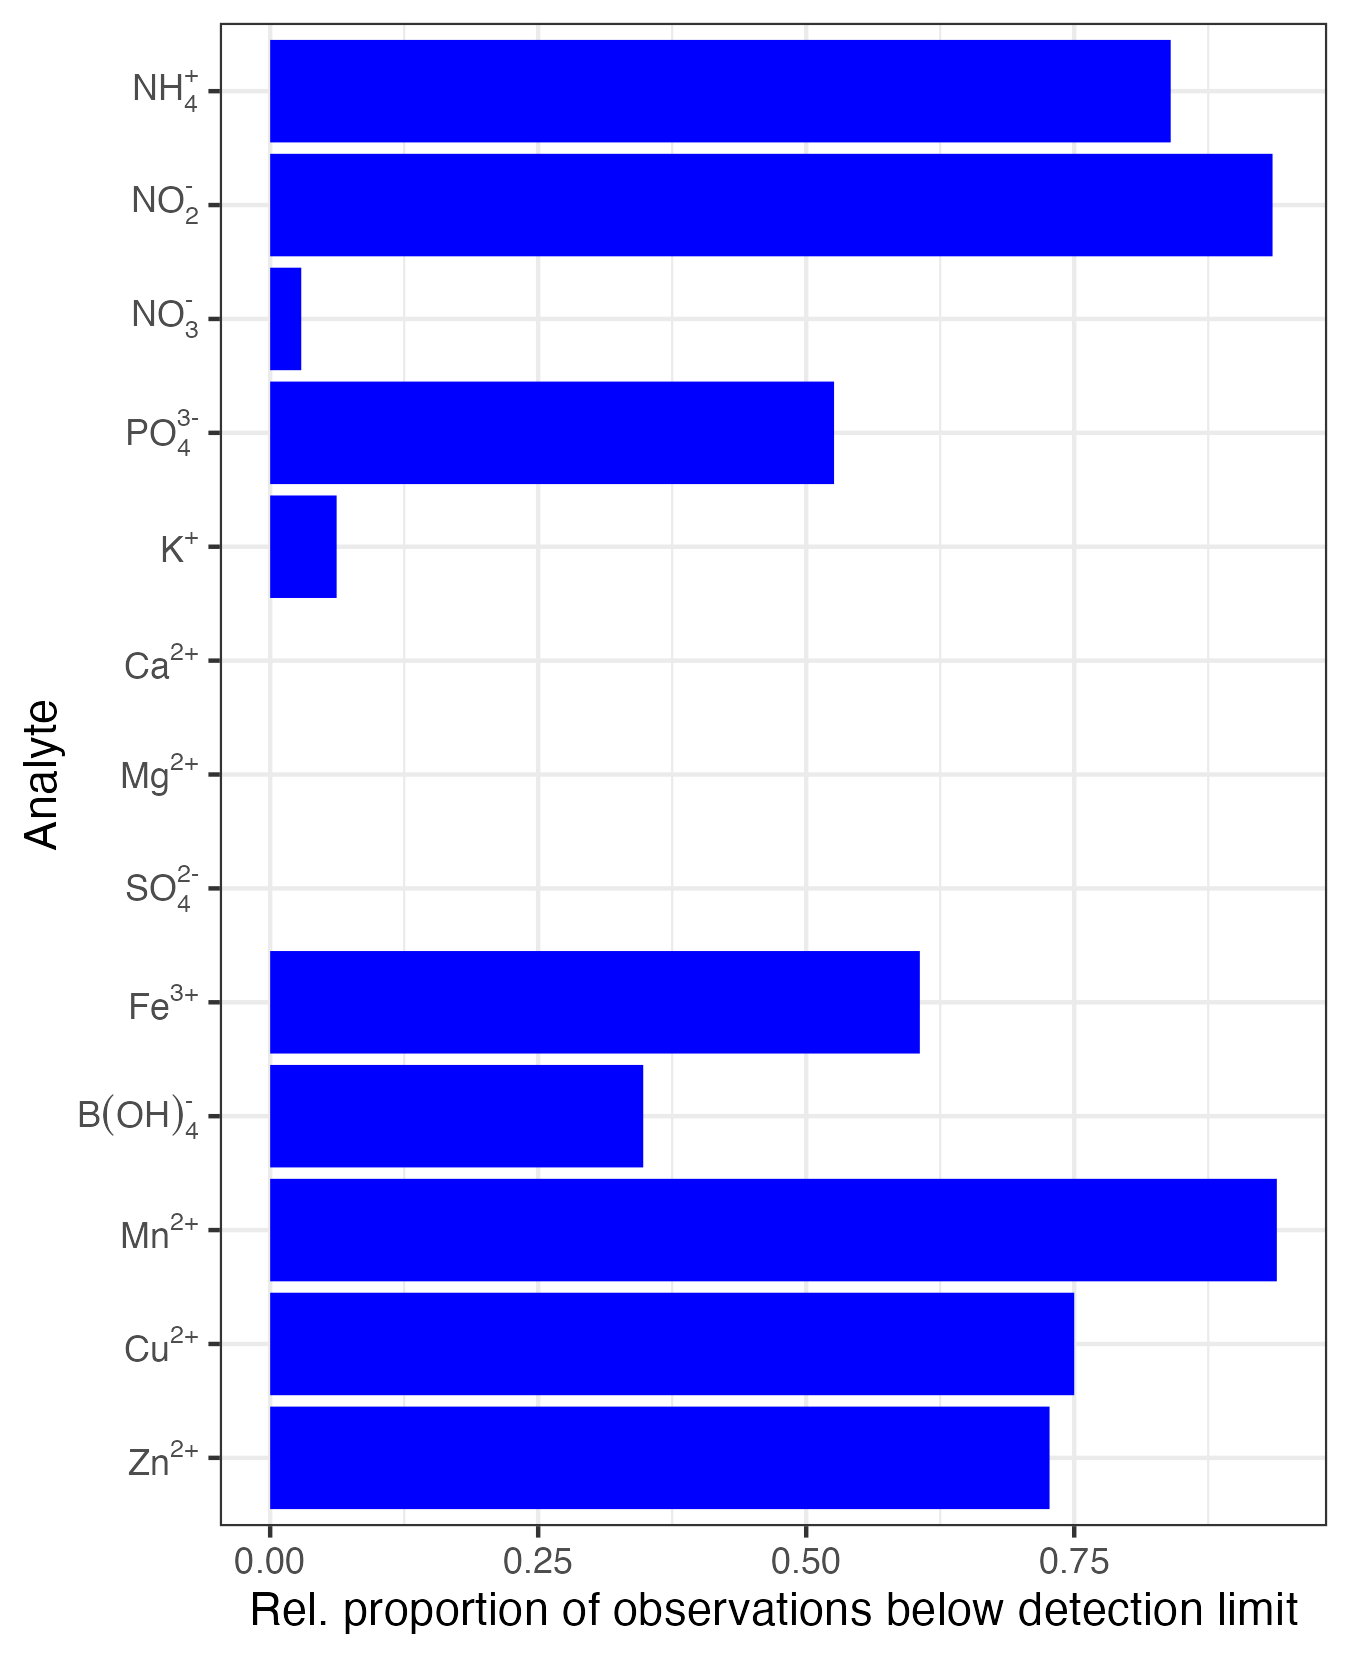 NH₄⁺
NO₂⁻
NO₃⁻
PO₄³⁻
K⁺
Ca²⁺
Mg²⁺
SO₄²⁻
Fe³⁺
B(OH)₄⁻
Mn²⁺
Cu²⁺
Zn²⁺
Analyte
0.00 0.25 0.50 0.75
Rel. proportion of observations below detection limit